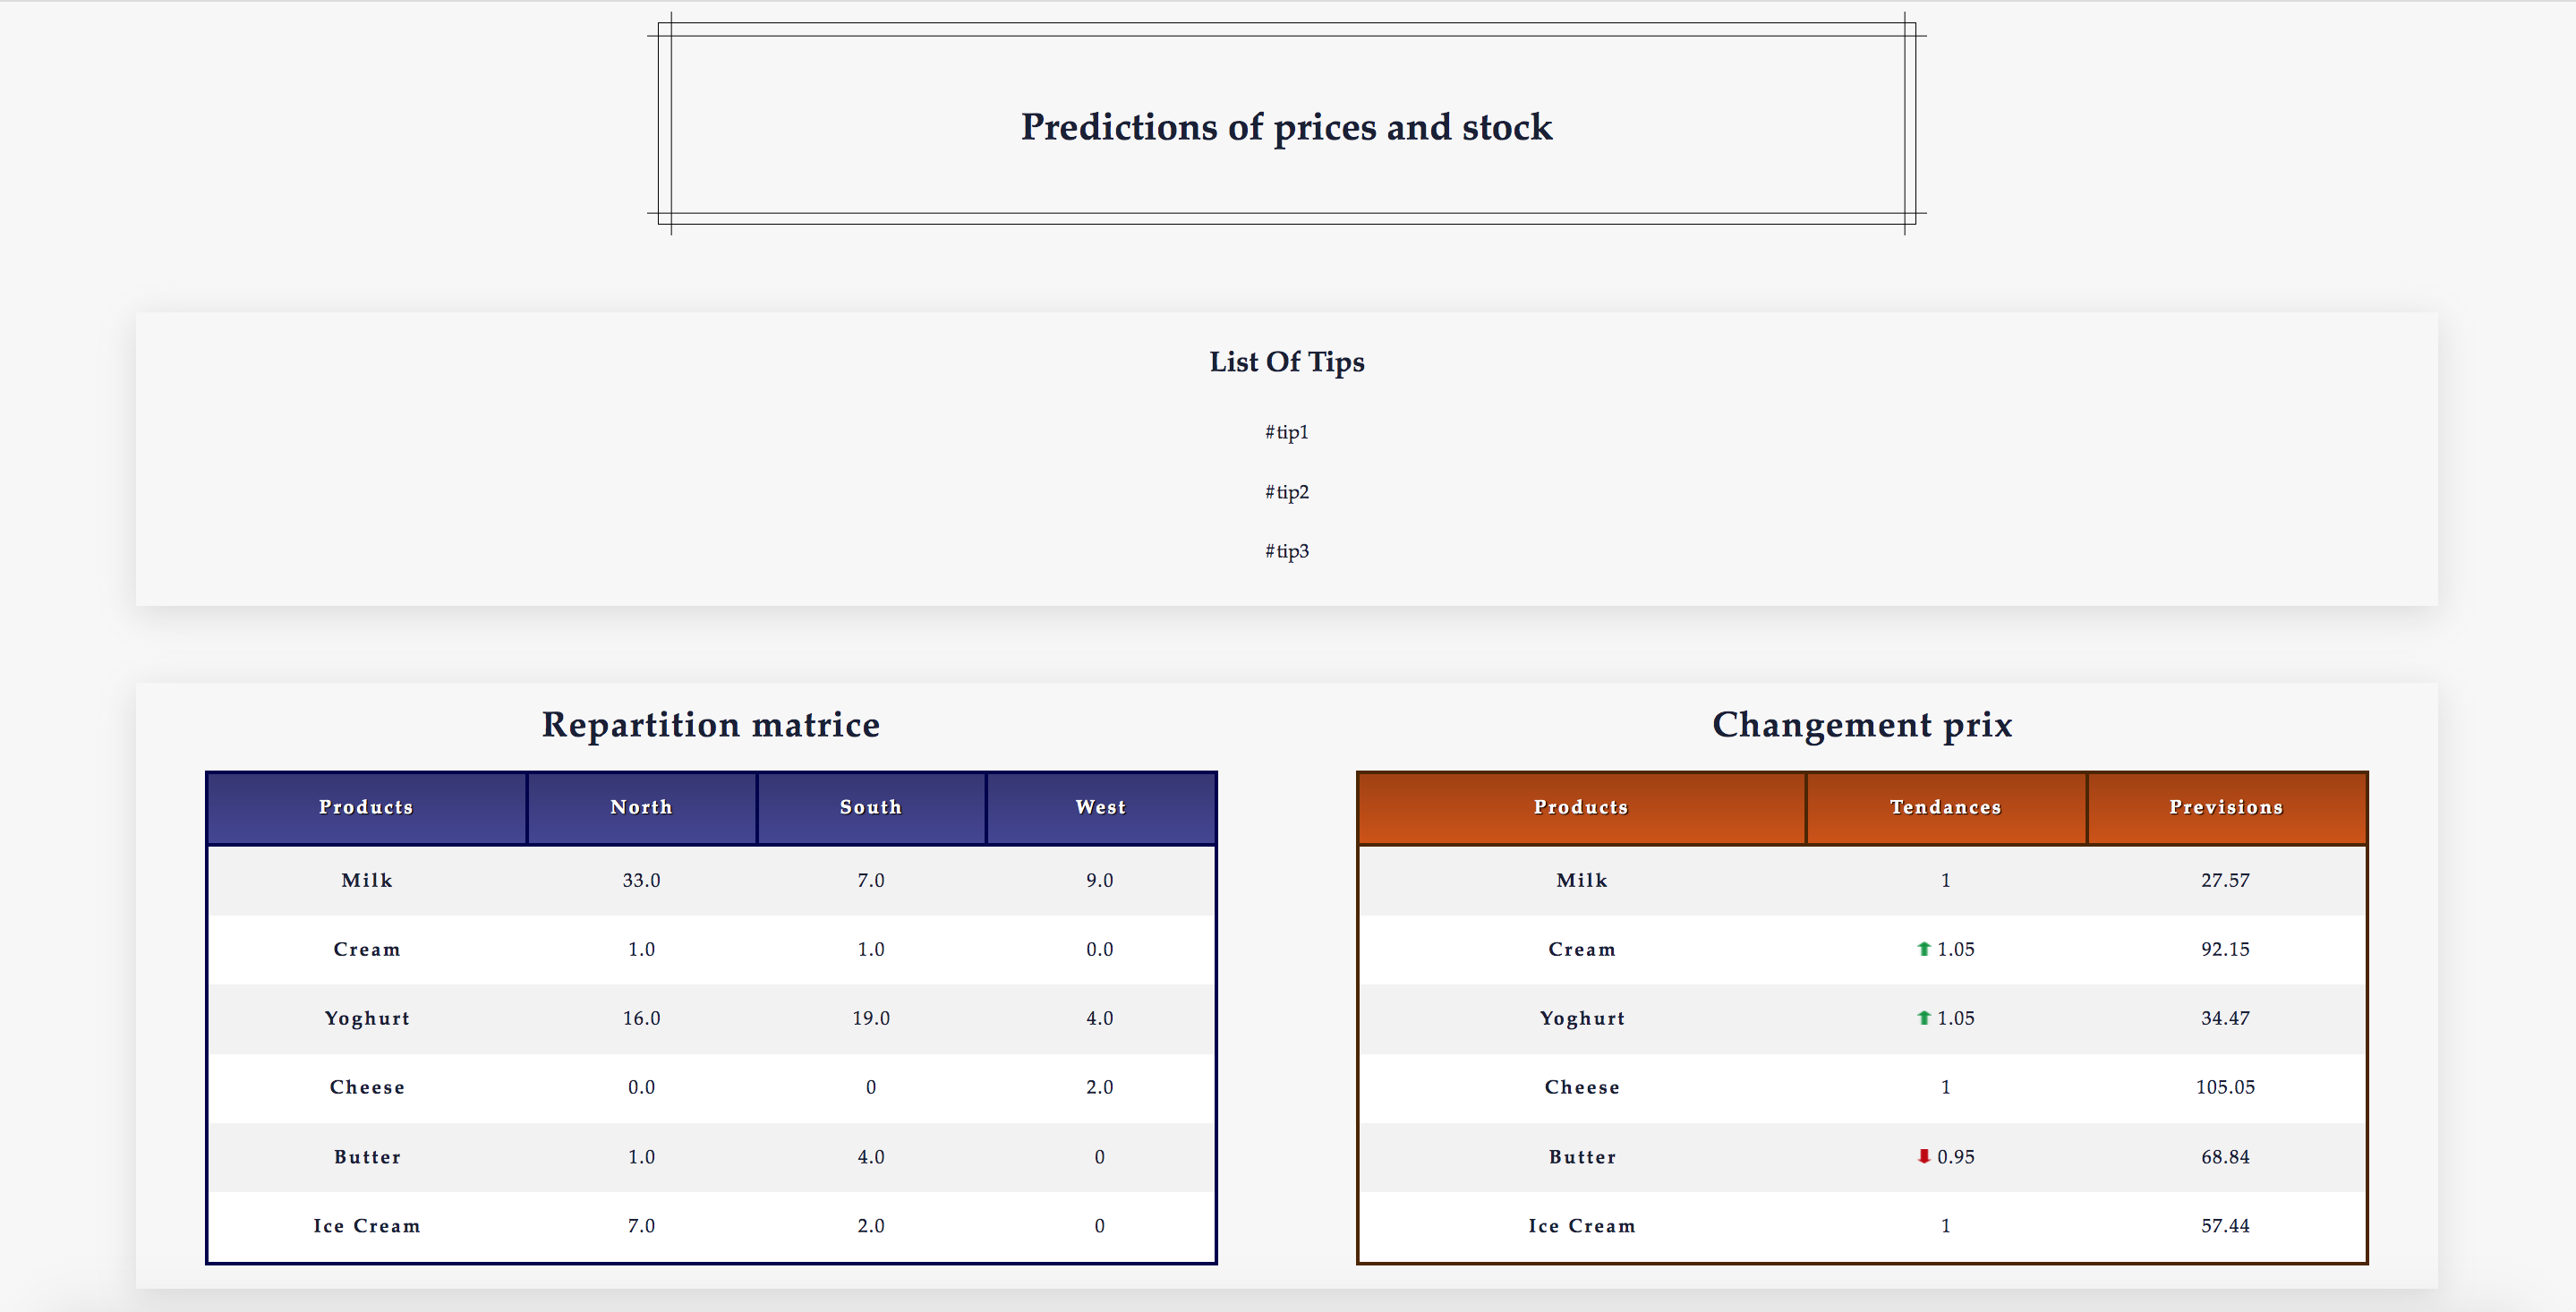 Predictions of prices and stock
List Of Tips
#tip1
#tip2
#tip3
Repartition matrice
Products North South West
Milk 33.0 7.0 9.0
Cream 1.0 1.0 0.0
Yoghurt 16.0 19.0 4.0
Cheese 0.0 0 2.0
Butter 1.0 4.0 0
Ice Cream 7.0 2.0 0
Changement prix
Products Tendances Previsions
Milk 1 27.57
Cream 1.05 92.15
Yoghurt 1.05 34.47
Cheese 1 105.05
Butter 0.95 68.84
Ice Cream 1 57.44